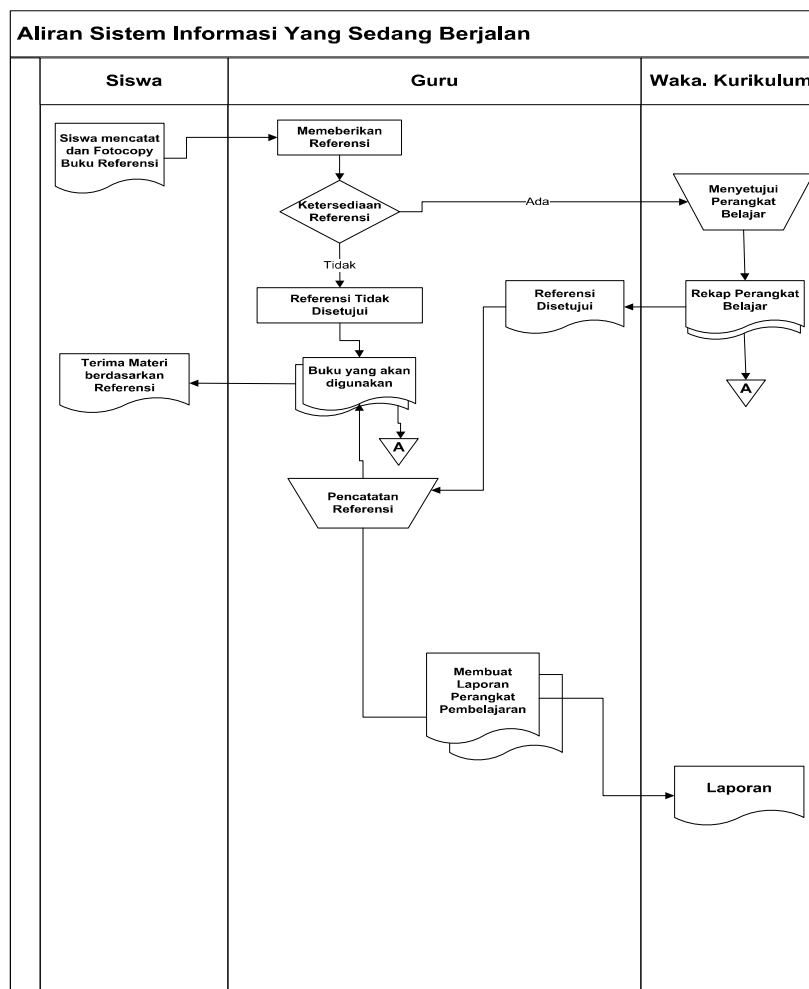 Aliran Sistem Informasi Yang Sedang Berjalan
Siswa
Guru
Waka. Kurikulum
Siswa mencatat
dan Fotocopy
Buku Referensi
Memeberikan
Referensi
Ketersediaan
Referensi
Ada
Menyetujui
Perangkat
Belajar
Tidak
Referensi Tidak
Disetujui
Referensi
Disetujui
Rekap Perangkat
Belajar
Terima Materi
berdasarkan
Referensi
Buku yang akan
digunakan
A
A
Pencatatan
Referensi
Membuat
Laporan
Perangkat
Pembelajaran
Laporan